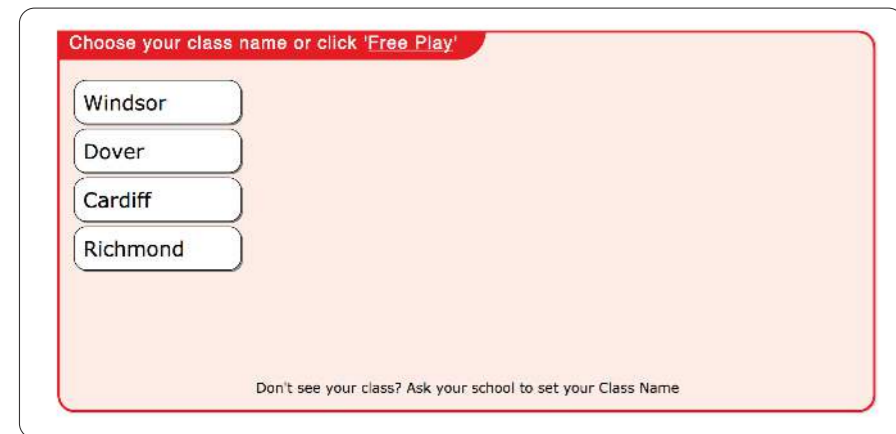 Choose your class name or click 'Free Play'
Windsor
Dover
Cardiff
Richmond
Don't see your class? Ask your school to set your Class Name